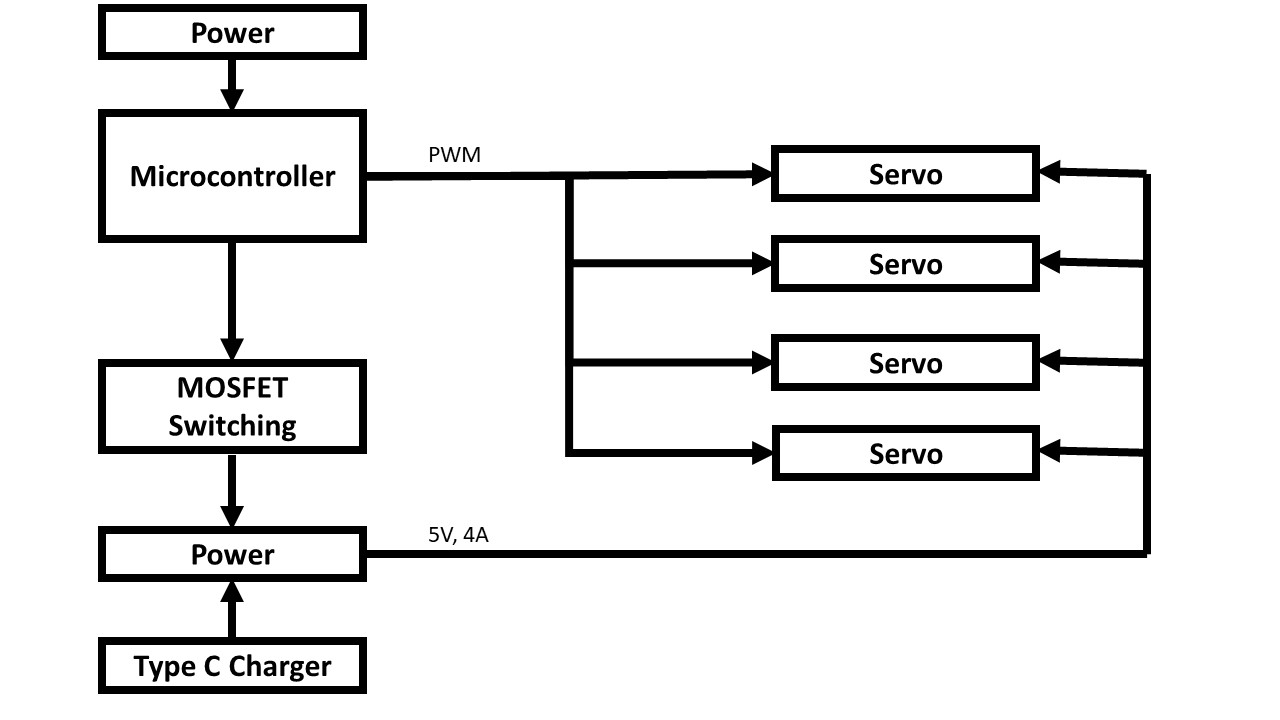 Power
Microcontroller
PWM
Servo
Servo
Servo
MOSFET
Switching
Servo
5V, 4A
Power
Type C Charger